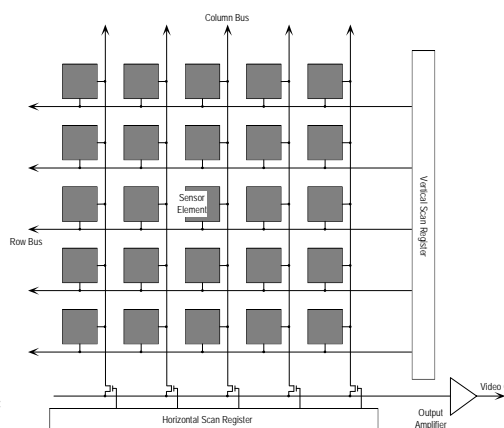 Column Bus
Sensor
Element
Vertical Scan Register
Row Bus
Video
Horizontal Scan Register
Output
Amplifier